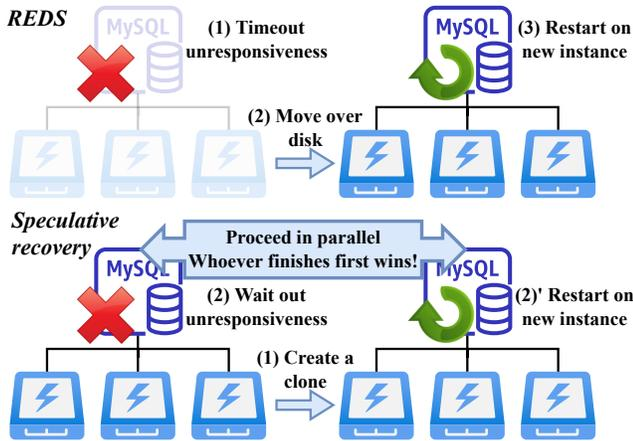 REDS
MySQL
(1) Timeout
unresponsiveness
(2) Move over
disk
MySQL
(3) Restart on
new instance
Speculative
recovery
Proceed in parallel
Whoever finishes first wins!
MySQL
(2) Wait out
unresponsiveness
(1) Create a
clone
MySQL
(2)' Restart on
new instance